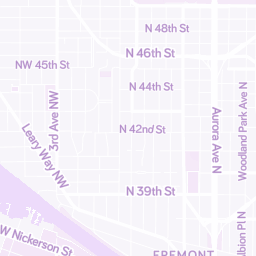 N 48th St
N 46th St
NW 45th St
N 44th St
3rd Ave NW
N 42nd St
Aurora Ave N
Woodland Park Ave N
Leary Way NW
N 39th St
W Nickerson St
FREMONT
Albion Pl N